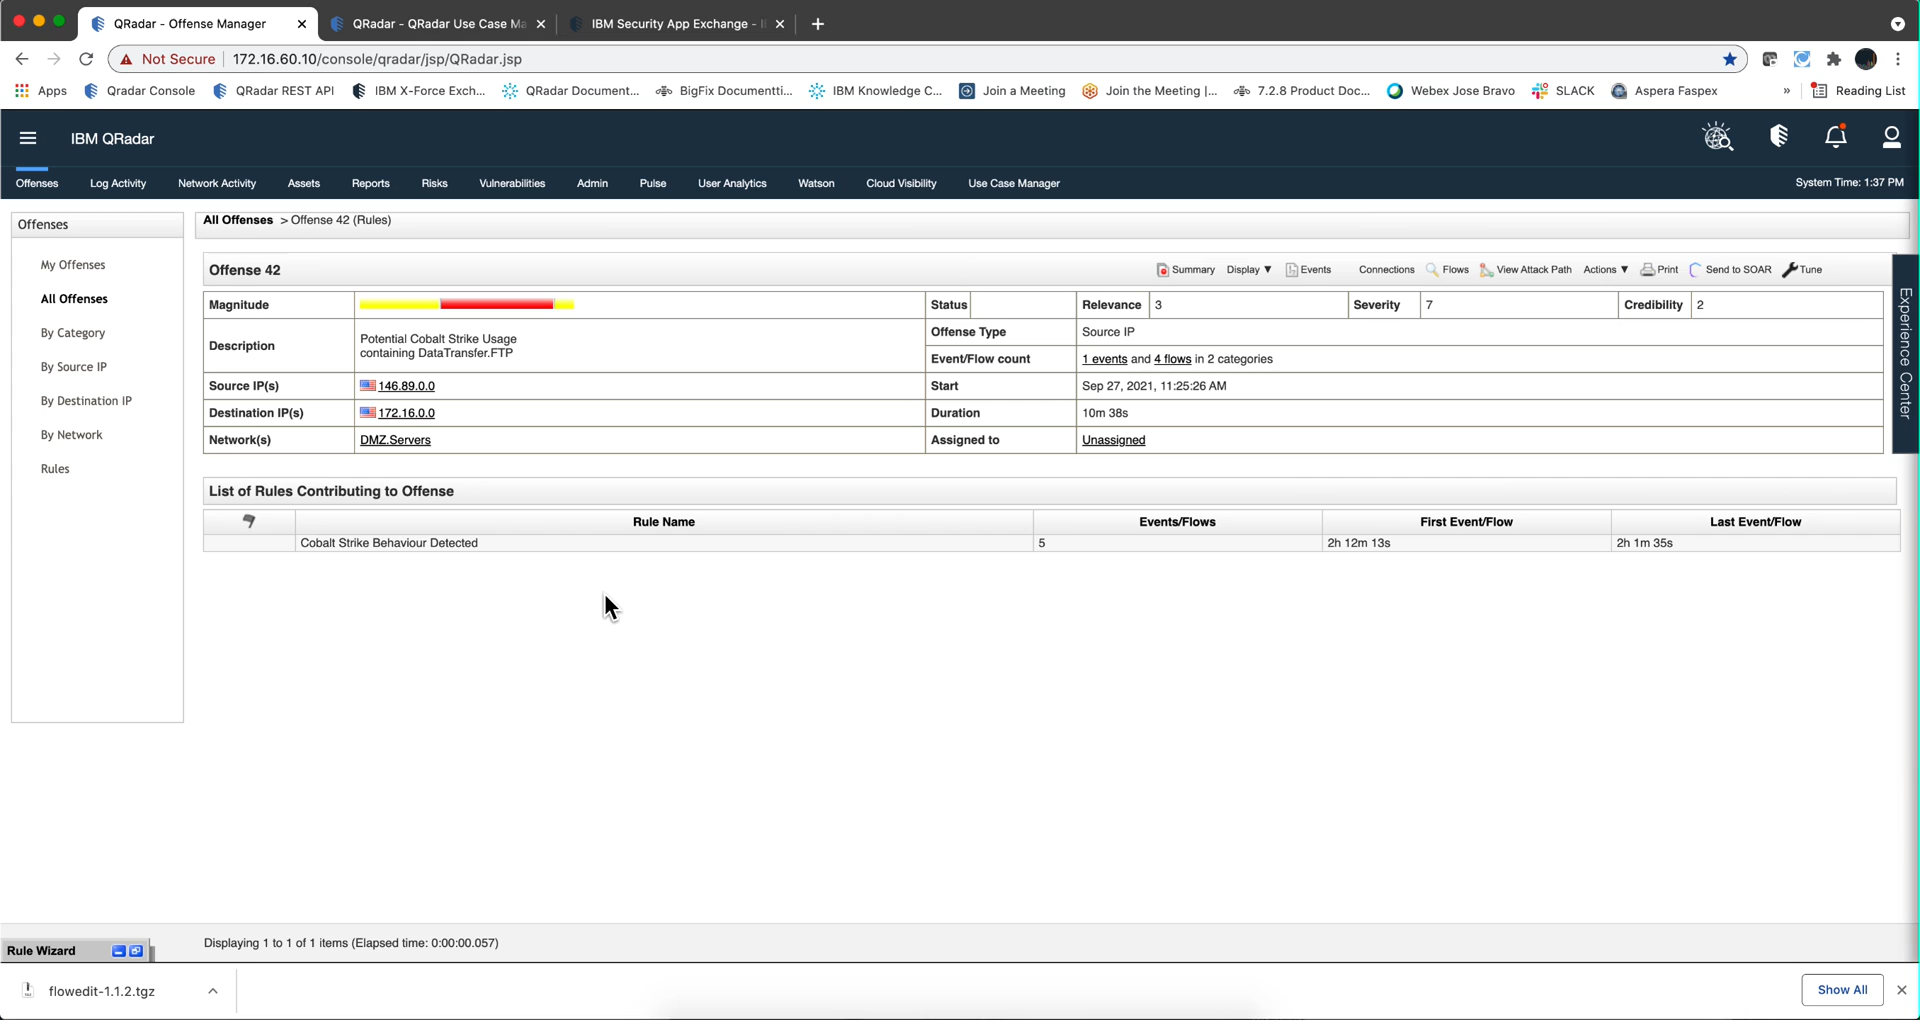 QRadar - Offense Manager
QRadar - QRadar Use Case Ma
IBM Security App Exchange - I
Not Secure 172.16.60.10/console/qradar/jsp/QRadar.jsp
Apps Qradar Console QRadar REST API IBM X-Force Exch... QRadar Document... BigFix Documentti... IBM Knowledge C... Join a Meeting Join the Meeting |... 7.2.8 Product Doc... Webex Jose Bravo SLACK Aspera Faspex » Reading List
IBM QRadar
Offenses Log Activity Network Activity Assets Reports Risks Vulnerabilities Admin Pulse User Analytics Watson Cloud Visibility Use Case Manager System Time: 1:37 PM
Offenses
My Offenses
All Offenses
By Category
By Source IP
By Destination IP
By Network
Rules
All Offenses > Offense 42 (Rules)
Offense 42 Summary Display ▼ Events Connections Flows View Attack Path Actions ▼ Print Send to SOAR Tune
Magnitude Status Relevance 3 Severity 7 Credibility 2
Description Potential Cobalt Strike Usage
containing DataTransfer.FTP
Offense Type Source IP
Event/Flow count 1 events and 4 flows in 2 categories
Source IP(s) 146.89.0.0 Start Sep 27, 2021, 11:25:26 AM
Destination IP(s) 172.16.0.0 Duration 10m 38s
Network(s) DMZ.Servers Assigned to Unassigned
Experience Center
List of Rules Contributing to Offense
Rule Name Events/Flows First Event/Flow Last Event/Flow
Cobalt Strike Behaviour Detected 5 2h 12m 13s 2h 1m 35s
Displaying 1 to 1 of 1 items (Elapsed time: 0:00:00.057)
Rule Wizard
flowedit-1.1.2.tgz
Show All